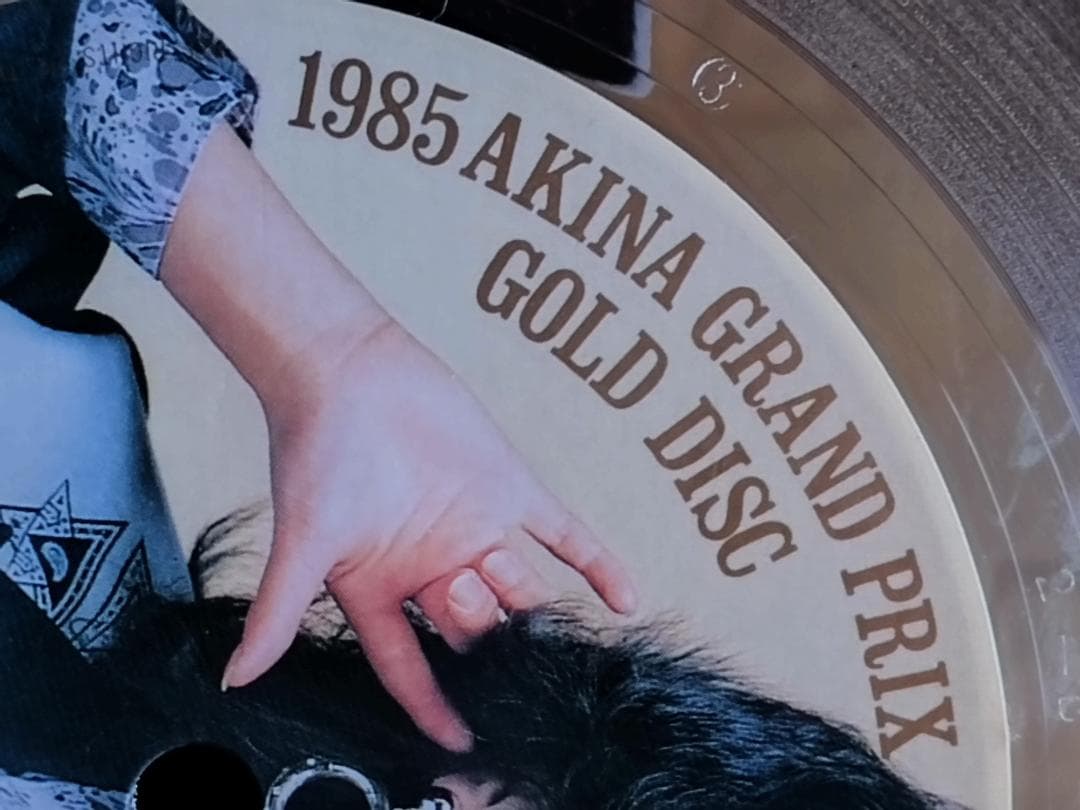 1985 AKINA GRAND PRIX
GOLD DISC